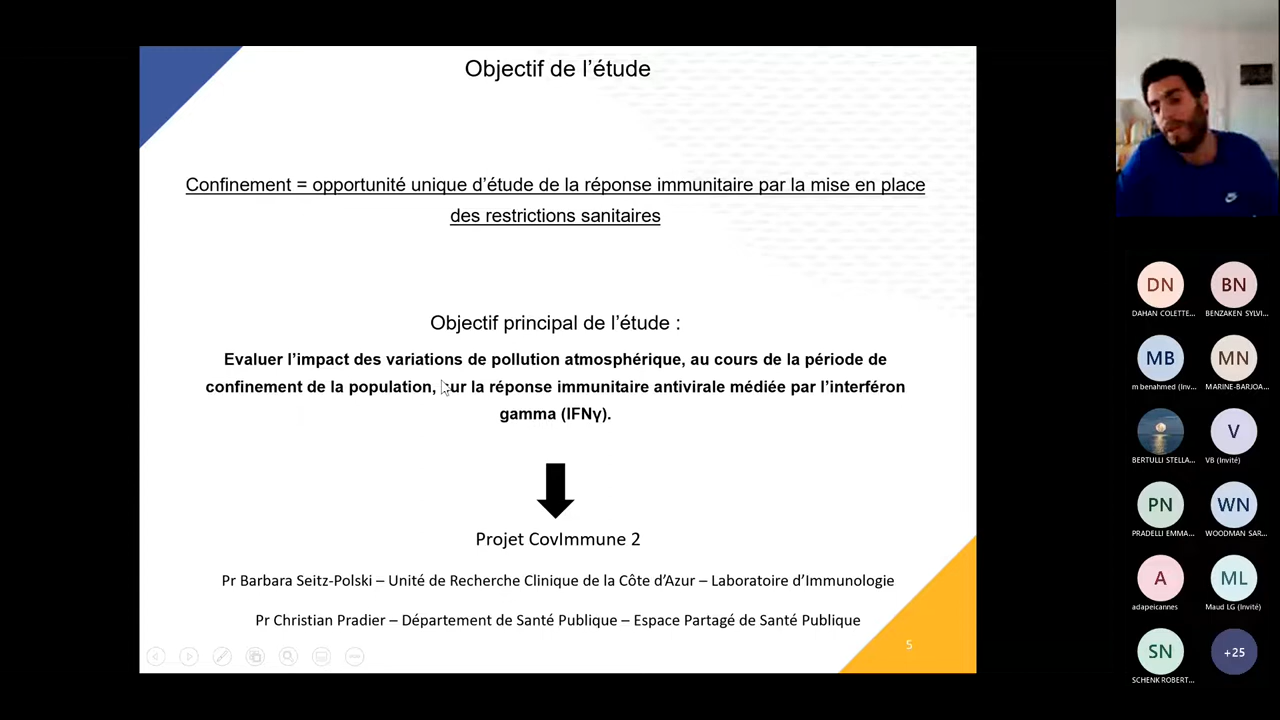 Objectif de l’étude
Confinement = opportunité unique d’étude de la réponse immunitaire par la mise en place
des restrictions sanitaires
Objectif principal de l’étude :
Evaluer l’impact des variations de pollution atmosphérique, au cours de la période de
confinement de la population, sur la réponse immunitaire antivirale médiée par l’interféron
gamma (IFNγ).
Projet CovImmune 2
Pr Barbara Seitz-Polski – Unité de Recherche Clinique de la Côte d’Azur – Laboratoire d’Immunologie
Pr Christian Pradier – Département de Santé Publique – Espace Partagé de Santé Publique
5
DN
BN
DAHAN COLETTE...
BENZAKEN SYLVI...
MB
MN
m benahmed (Inv...
MARINE-BARJOA...
V
BERTULLI STELLA...
VB (Invité)
PN
WN
PRADELLI EMMA...
WOODMAN SAR...
A
ML
adapeicannes
Maud LG (Invité)
SN
+25
SCHENK ROBERT...